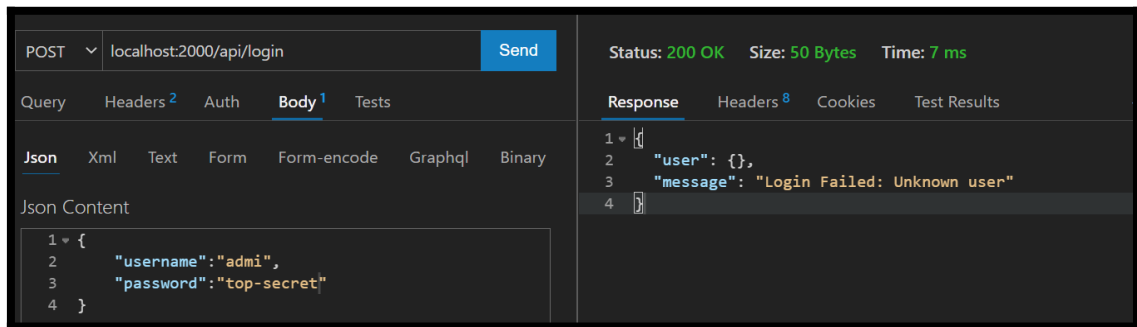 POST localhost:2000/api/login Send
Query Headers 2 Auth Body 1 Tests
Json Xml Text Form Form-encode Graphql Binary
Json Content
1 {
2 "username":"admi",
3 "password":"top-secret"
4 }
Status: 200 OK Size: 50 Bytes Time: 7 ms
Response Headers 8 Cookies Test Results
1 {
2 "user": {},
3 "message": "Login Failed: Unknown user"
4 }